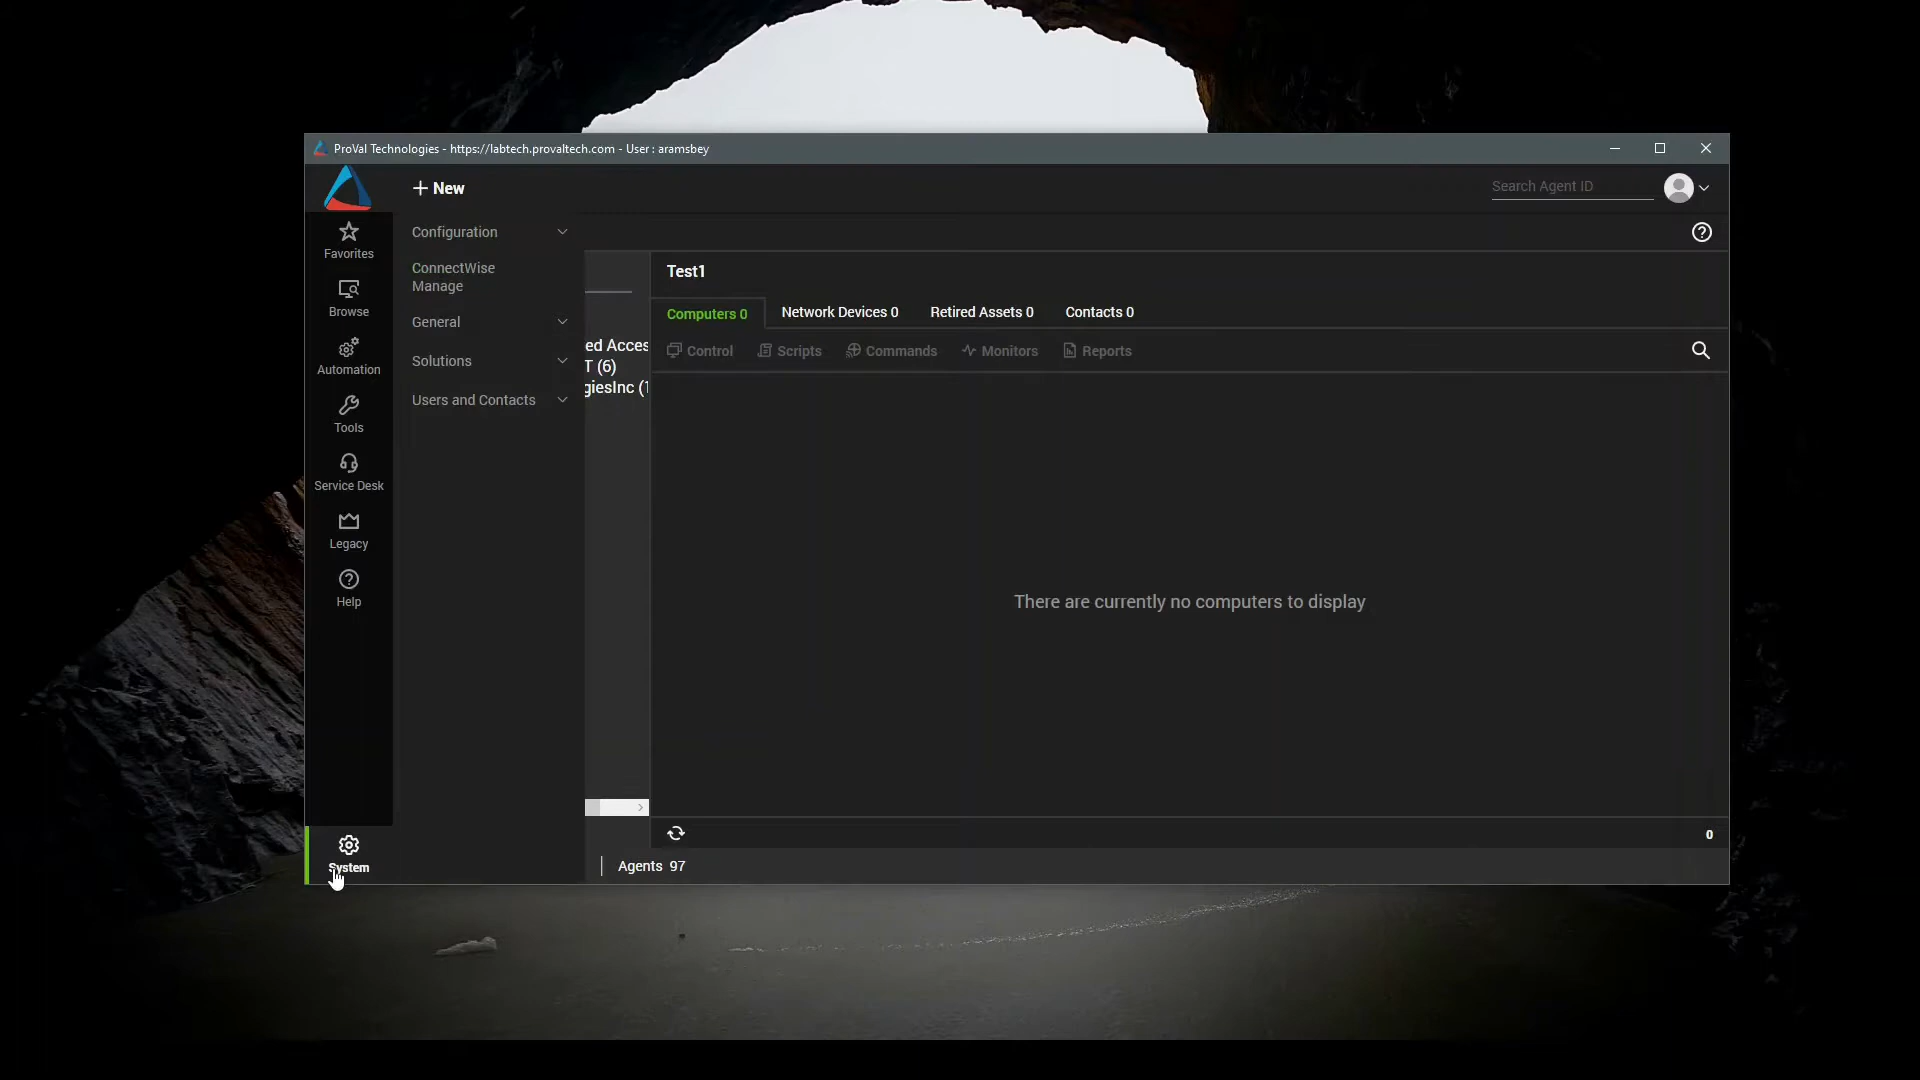 ProVal Technologies - https://labtech.provaltech.com - User : aramsbey
New
Search Agent ID
Favorites
Browse
Automation
Tools
Service Desk
Legacy
Help
System
Configuration
ConnectWise
Manage
General
Solutions
Users and Contacts
ed Acces
T (6)
giesInc (1
Test1
Computers 0 Network Devices 0 Retired Assets 0 Contacts 0
Control Scripts Commands Monitors Reports
There are currently no computers to display
0
Agents 97